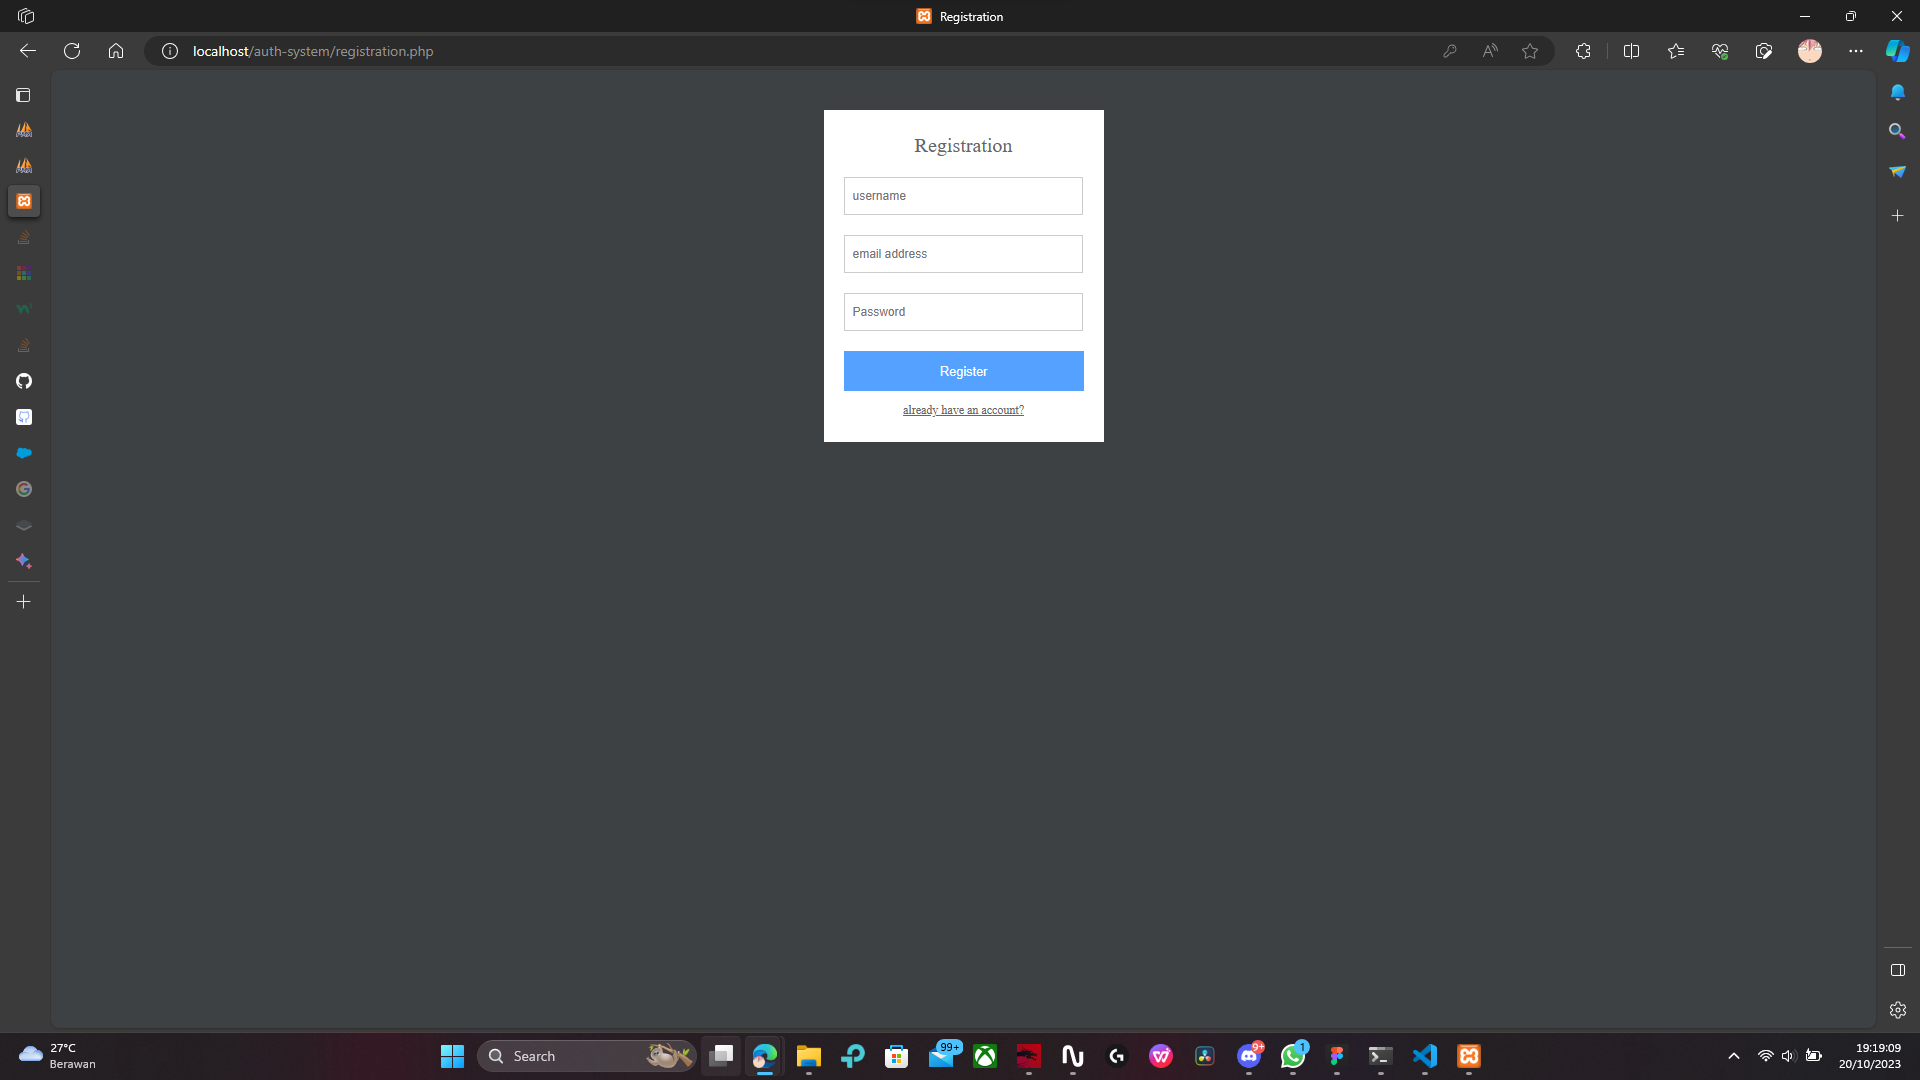 Registration
localhost/auth-system/registration.php
Registration
username
email address
Password
Register
already have an account?
27°C
Berawan
Search
99+
9+
1
19:19:09
20/10/2023